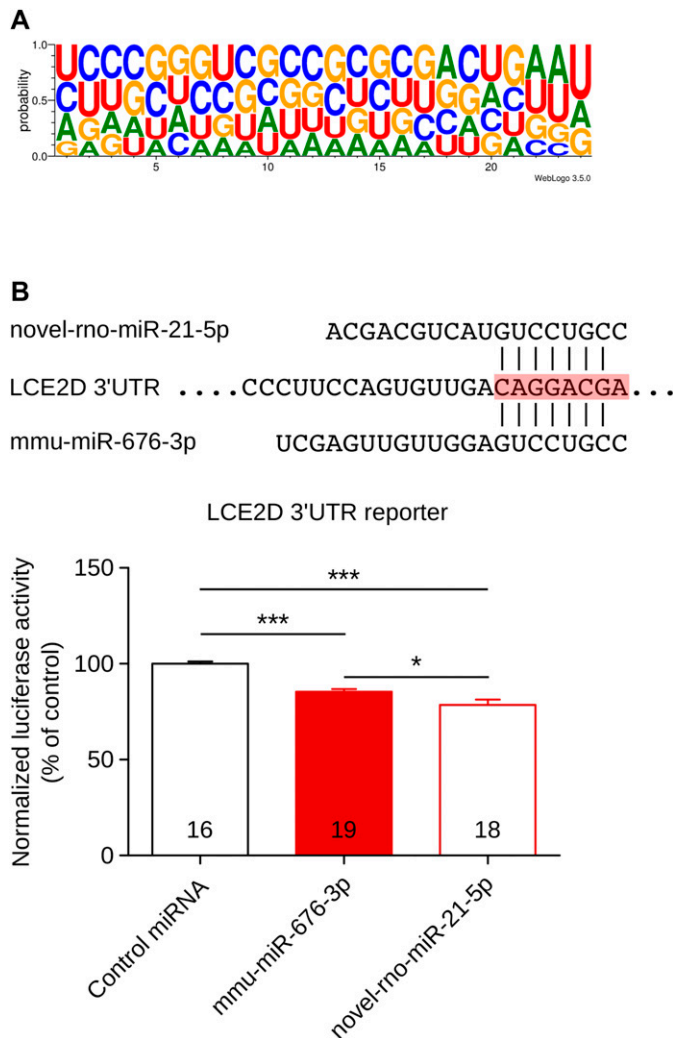 A
probability
1.0
0.5
0.0
UCCCGGGUCGCCGCGCGACUGAAU
5 10 15 20
WebLogo 3.5.0
B
novel-rno-miR-21-5p ACGACGUCAUGUCCUGCC
LCE2D 3'UTR ....CCCUUCCAGUGUUGACAGGACGA...
mmu-miR-676-3p UCGAGUUGUUGGAGUCCUGCC
LCE2D 3'UTR reporter
Normalized luciferase activity
(% of control)
150
***
***
100
*
50
16 19 18
0
Control miRNA
mmu-miR-676-3p
novel-rno-miR-21-5p